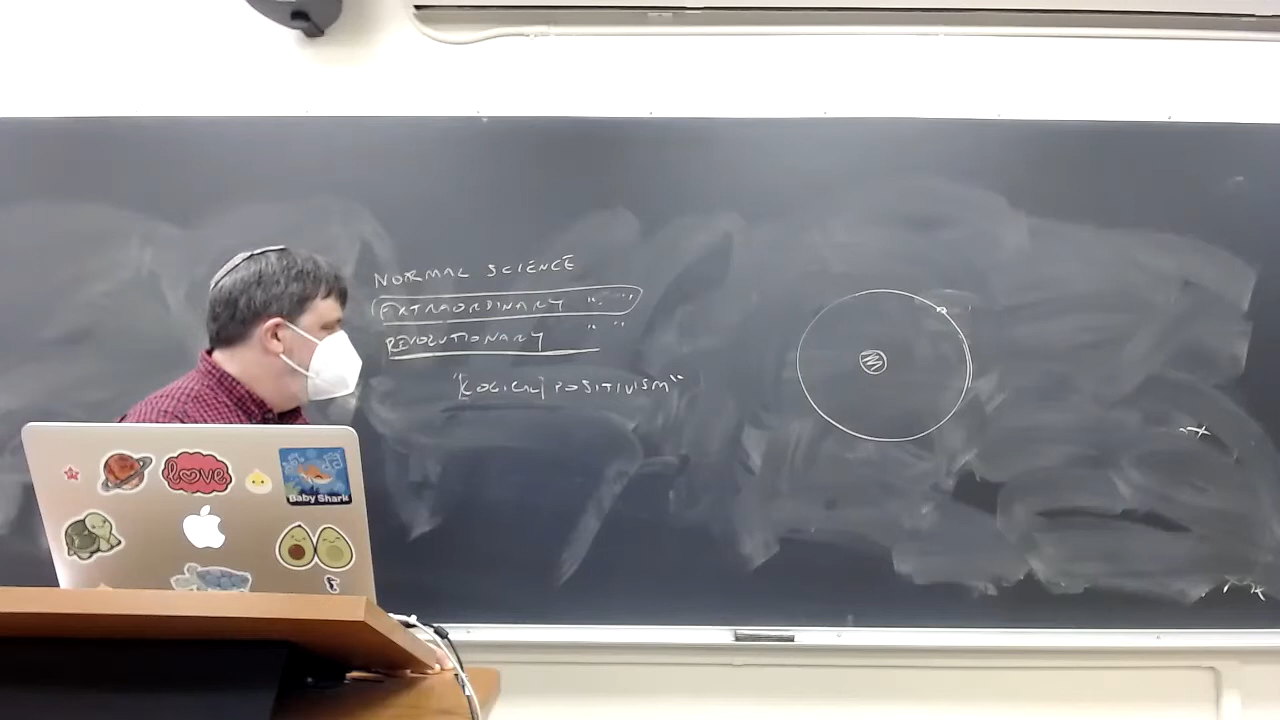 NORMAL SCIENCE
EXTRAORDINARY " "
REVOLUTIONARY " "
"[LOGICAL] POSITIVISM"
love
Baby Shark